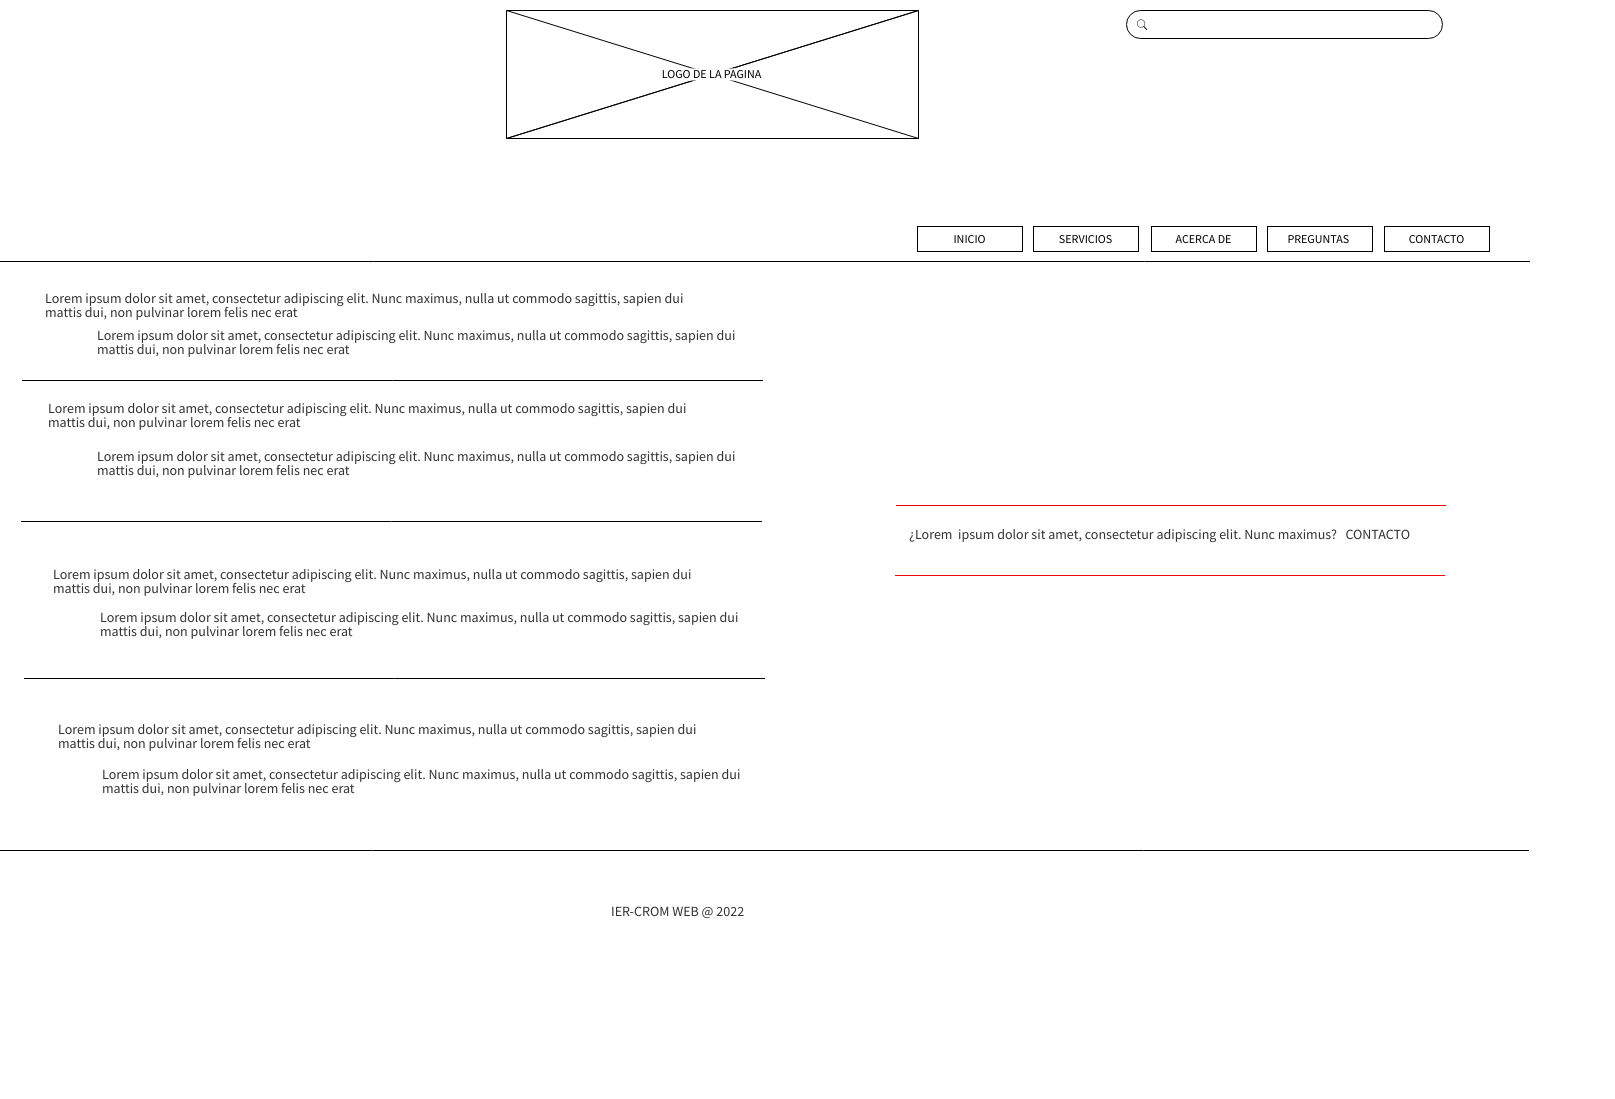 LOGO DE LA PAGINA
INICIO
SERVICIOS
ACERCA DE
PREGUNTAS
CONTACTO
Lorem ipsum dolor sit amet, consectetur adipiscing elit. Nunc maximus, nulla ut commodo sagittis, sapien dui
mattis dui, non pulvinar lorem felis nec erat
Lorem ipsum dolor sit amet, consectetur adipiscing elit. Nunc maximus, nulla ut commodo sagittis, sapien dui
mattis dui, non pulvinar lorem felis nec erat
Lorem ipsum dolor sit amet, consectetur adipiscing elit. Nunc maximus, nulla ut commodo sagittis, sapien dui
mattis dui, non pulvinar lorem felis nec erat
Lorem ipsum dolor sit amet, consectetur adipiscing elit. Nunc maximus, nulla ut commodo sagittis, sapien dui
mattis dui, non pulvinar lorem felis nec erat
Lorem ipsum dolor sit amet, consectetur adipiscing elit. Nunc maximus, nulla ut commodo sagittis, sapien dui
mattis dui, non pulvinar lorem felis nec erat
Lorem ipsum dolor sit amet, consectetur adipiscing elit. Nunc maximus, nulla ut commodo sagittis, sapien dui
mattis dui, non pulvinar lorem felis nec erat
Lorem ipsum dolor sit amet, consectetur adipiscing elit. Nunc maximus, nulla ut commodo sagittis, sapien dui
mattis dui, non pulvinar lorem felis nec erat
Lorem ipsum dolor sit amet, consectetur adipiscing elit. Nunc maximus, nulla ut commodo sagittis, sapien dui
mattis dui, non pulvinar lorem felis nec erat
¿Lorem  ipsum dolor sit amet, consectetur adipiscing elit. Nunc maximus?  CONTACTO
IER-CROM WEB @ 2022